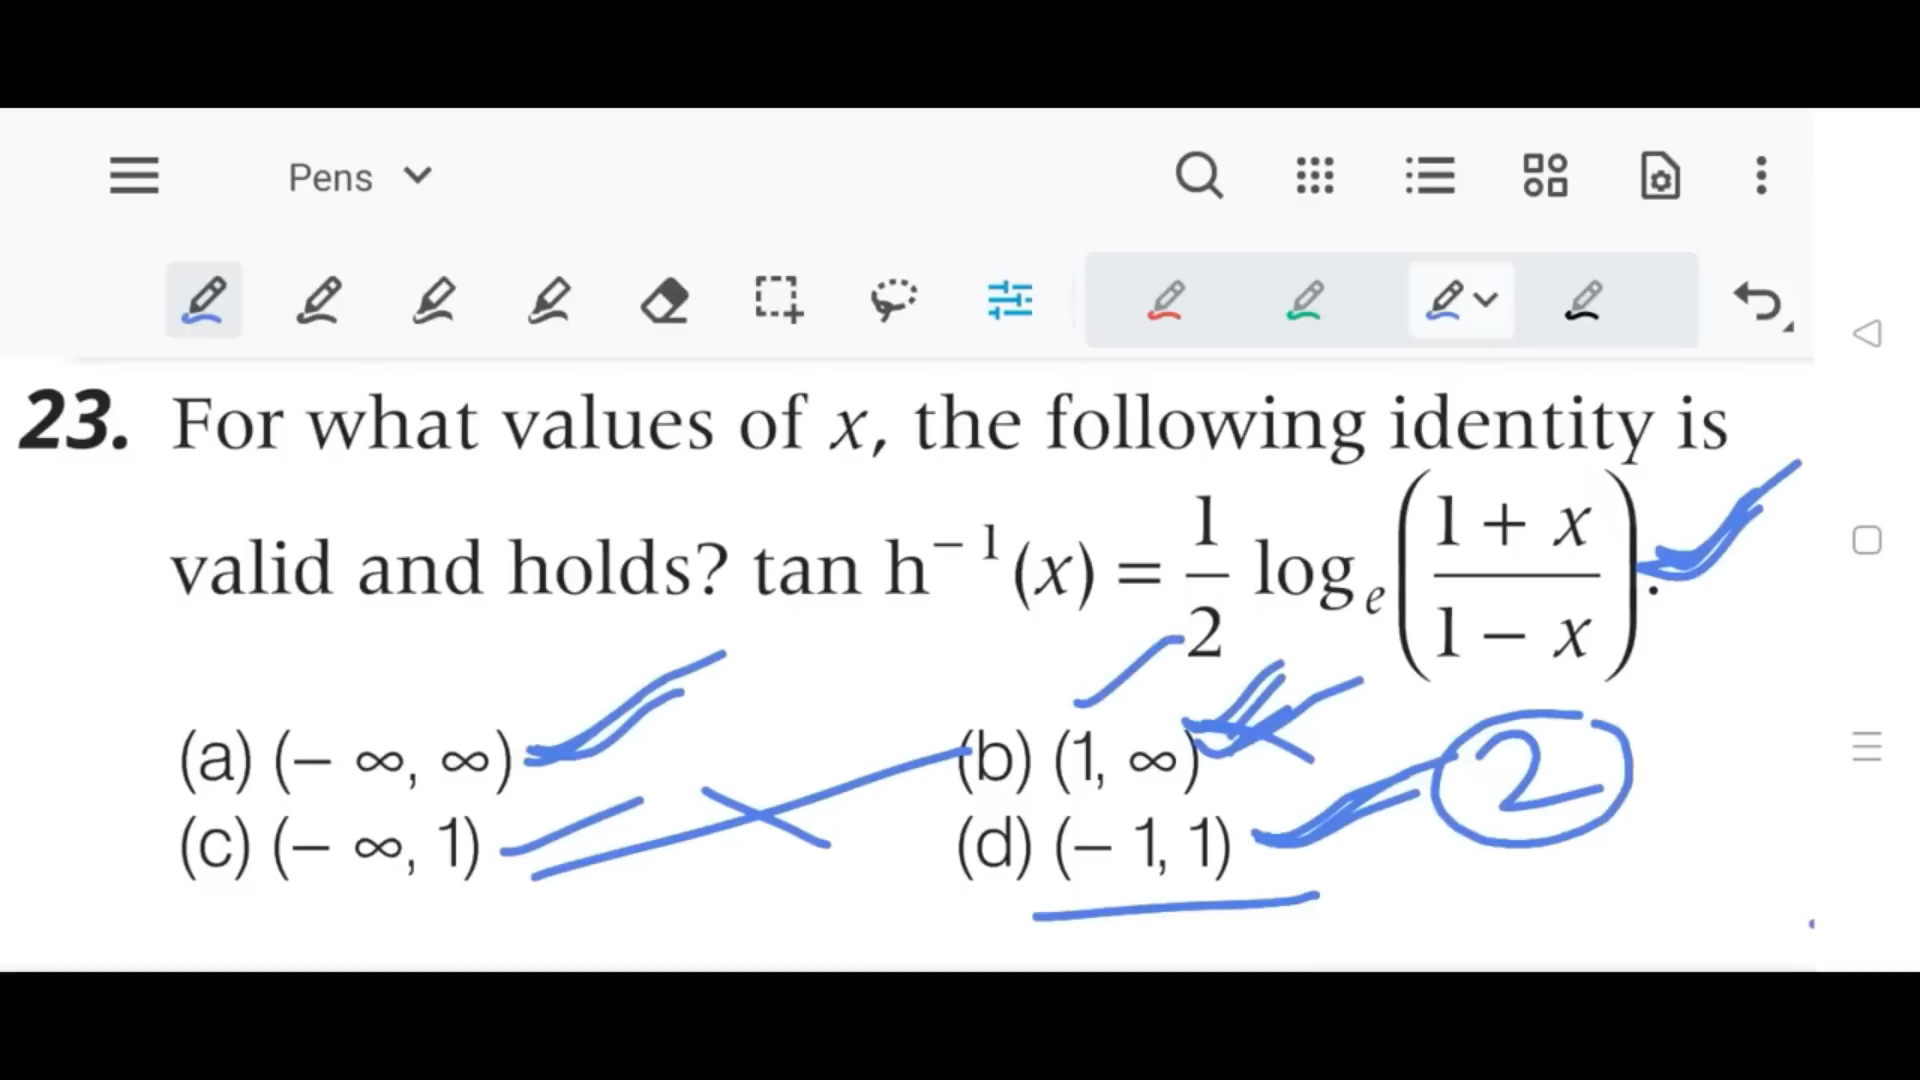 Pens
23. For what values of x, the following identity is
valid and holds? tan h⁻¹(x) = 1/2 logₑ((1 + x)/(1 − x)).
(a) (− ∞, ∞) (b) (1, ∞)
(c) (− ∞, 1) (d) (− 1, 1)
2